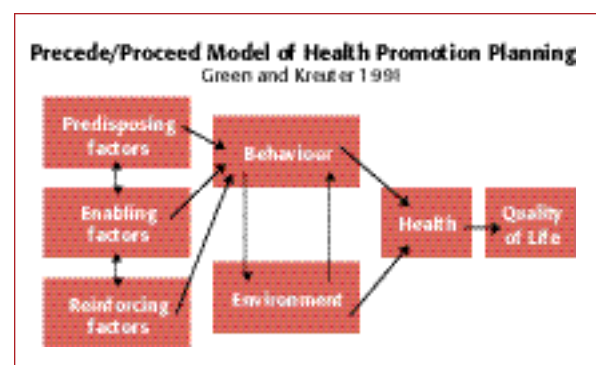 Precede/Proceed Model of Health Promotion Planning
Green and Kreuter 1991
Predisposing
factors
Behaviour
Enabling
factors
Health
Quality
of Life
Reinforcing
factors
Environment